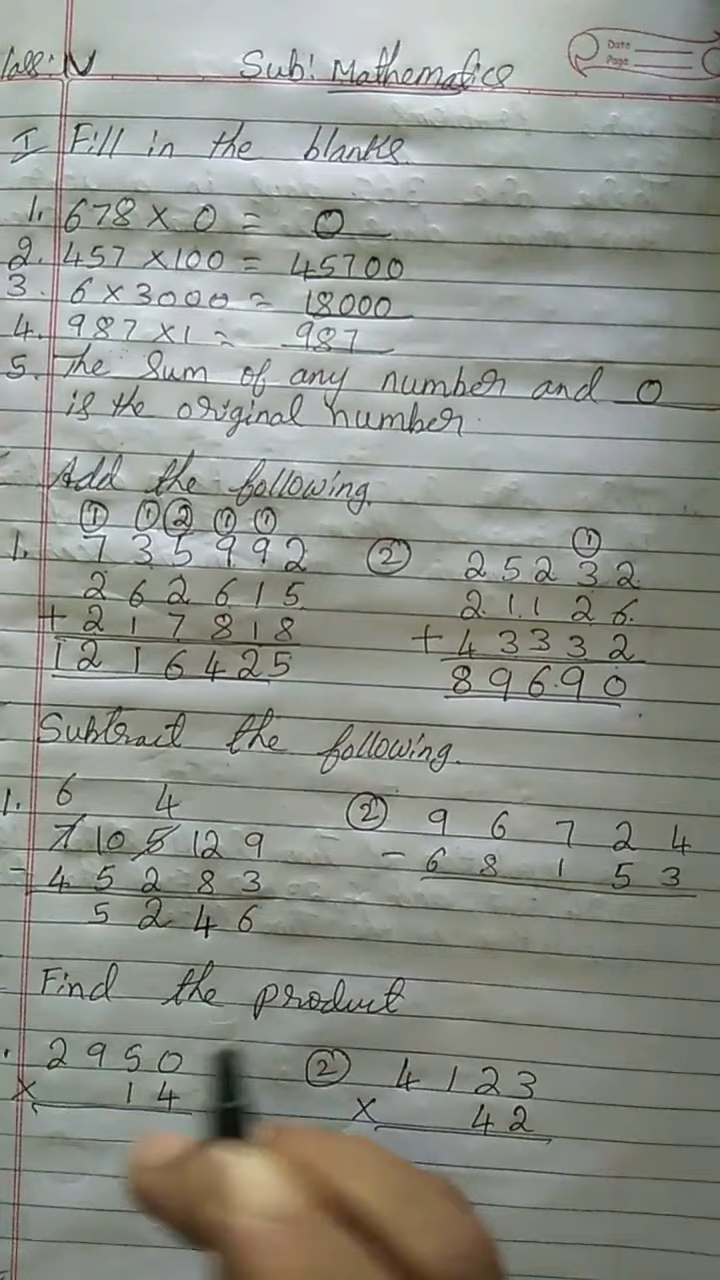 lass: IV Sub: Mathematics
Date
Page
I Fill in the blanks
1. 678 × 0 = 0
2. 457 × 100 = 45700
3. 6 × 3000 = 18000
4. 987 × 1 = 987
5. The Sum of any number and 0
is the original number.
Add the following.
① ① ② ① ①
1. 7 3 5 9 9 2
2 6 2 6 1 5
+ 2 1 7 8 1 8
1 2 1 6 4 2 5
①
② 2 5 2 3 2
2 1 1 2 6
+ 4 3 3 3 2
8 9 6 9 0
Subtract the following.
6 4
1. 7 10 5 12 9
- 4 5 2 8 3
5 2 4 6
② 9 6 7 2 4
- 6 8 1 5 3
Find the product
. 2 9 5 0
× 1 4
② 4 1 2 3
× 4 2